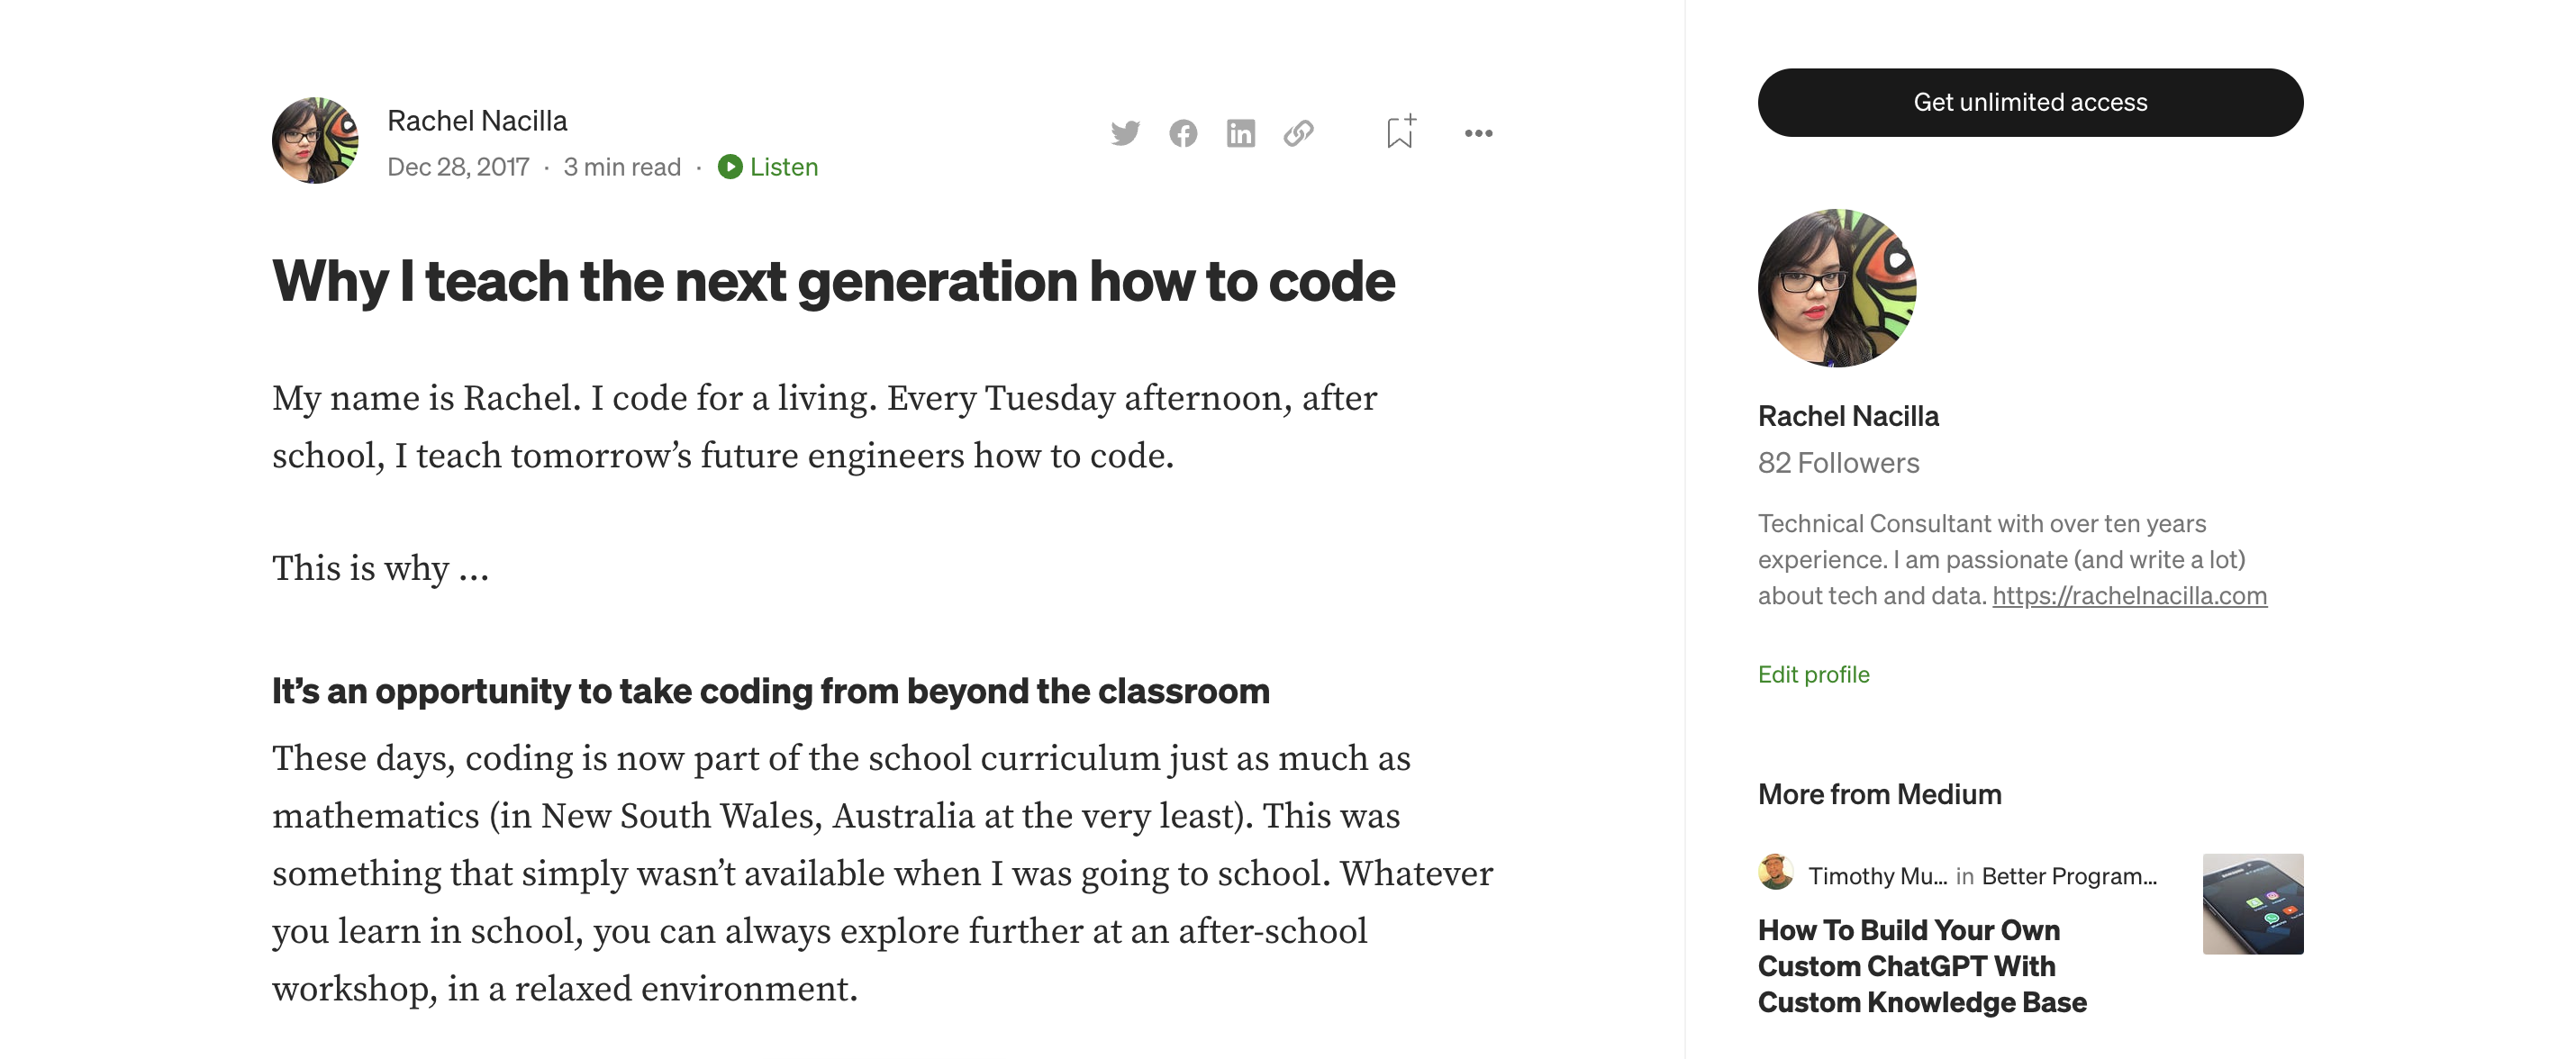 Rachel Nacilla
Dec 28, 2017 · 3 min read · Listen
Why I teach the next generation how to code
My name is Rachel. I code for a living. Every Tuesday afternoon, after
school, I teach tomorrow’s future engineers how to code.
This is why …
It’s an opportunity to take coding from beyond the classroom
These days, coding is now part of the school curriculum just as much as
mathematics (in New South Wales, Australia at the very least). This was
something that simply wasn’t available when I was going to school. Whatever
you learn in school, you can always explore further at an after-school
workshop, in a relaxed environment.
Get unlimited access
Rachel Nacilla
82 Followers
Technical Consultant with over ten years
experience. I am passionate (and write a lot)
about tech and data. https://rachelnacilla.com
Edit profile
More from Medium
Timothy Mu... in Better Program...
How To Build Your Own
Custom ChatGPT With
Custom Knowledge Base